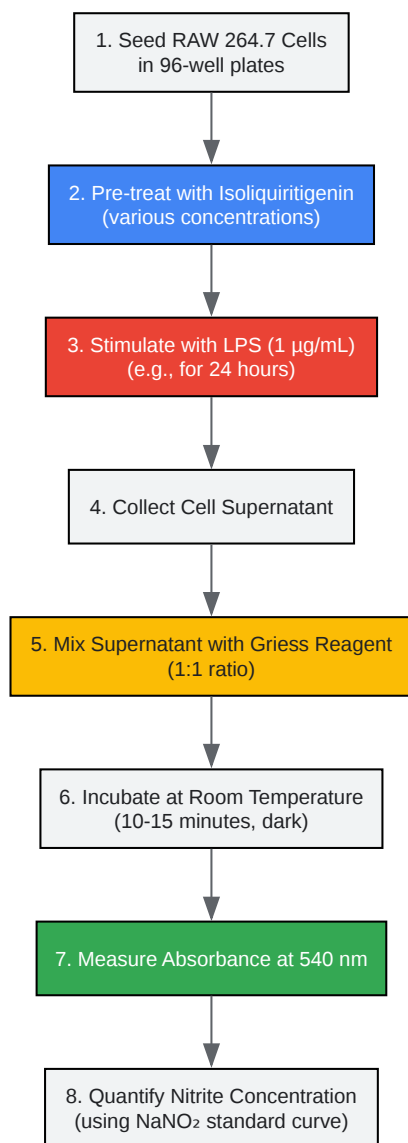 1. Seed RAW 264.7 Cells
in 96-well plates
2. Pre-treat with Isoliquiritigenin
(various concentrations)
3. Stimulate with LPS (1 µg/mL)
(e.g., for 24 hours)
4. Collect Cell Supernatant
5. Mix Supernatant with Griess Reagent
(1:1 ratio)
6. Incubate at Room Temperature
(10-15 minutes, dark)
7. Measure Absorbance at 540 nm
8. Quantify Nitrite Concentration
(using NaNO₂ standard curve)